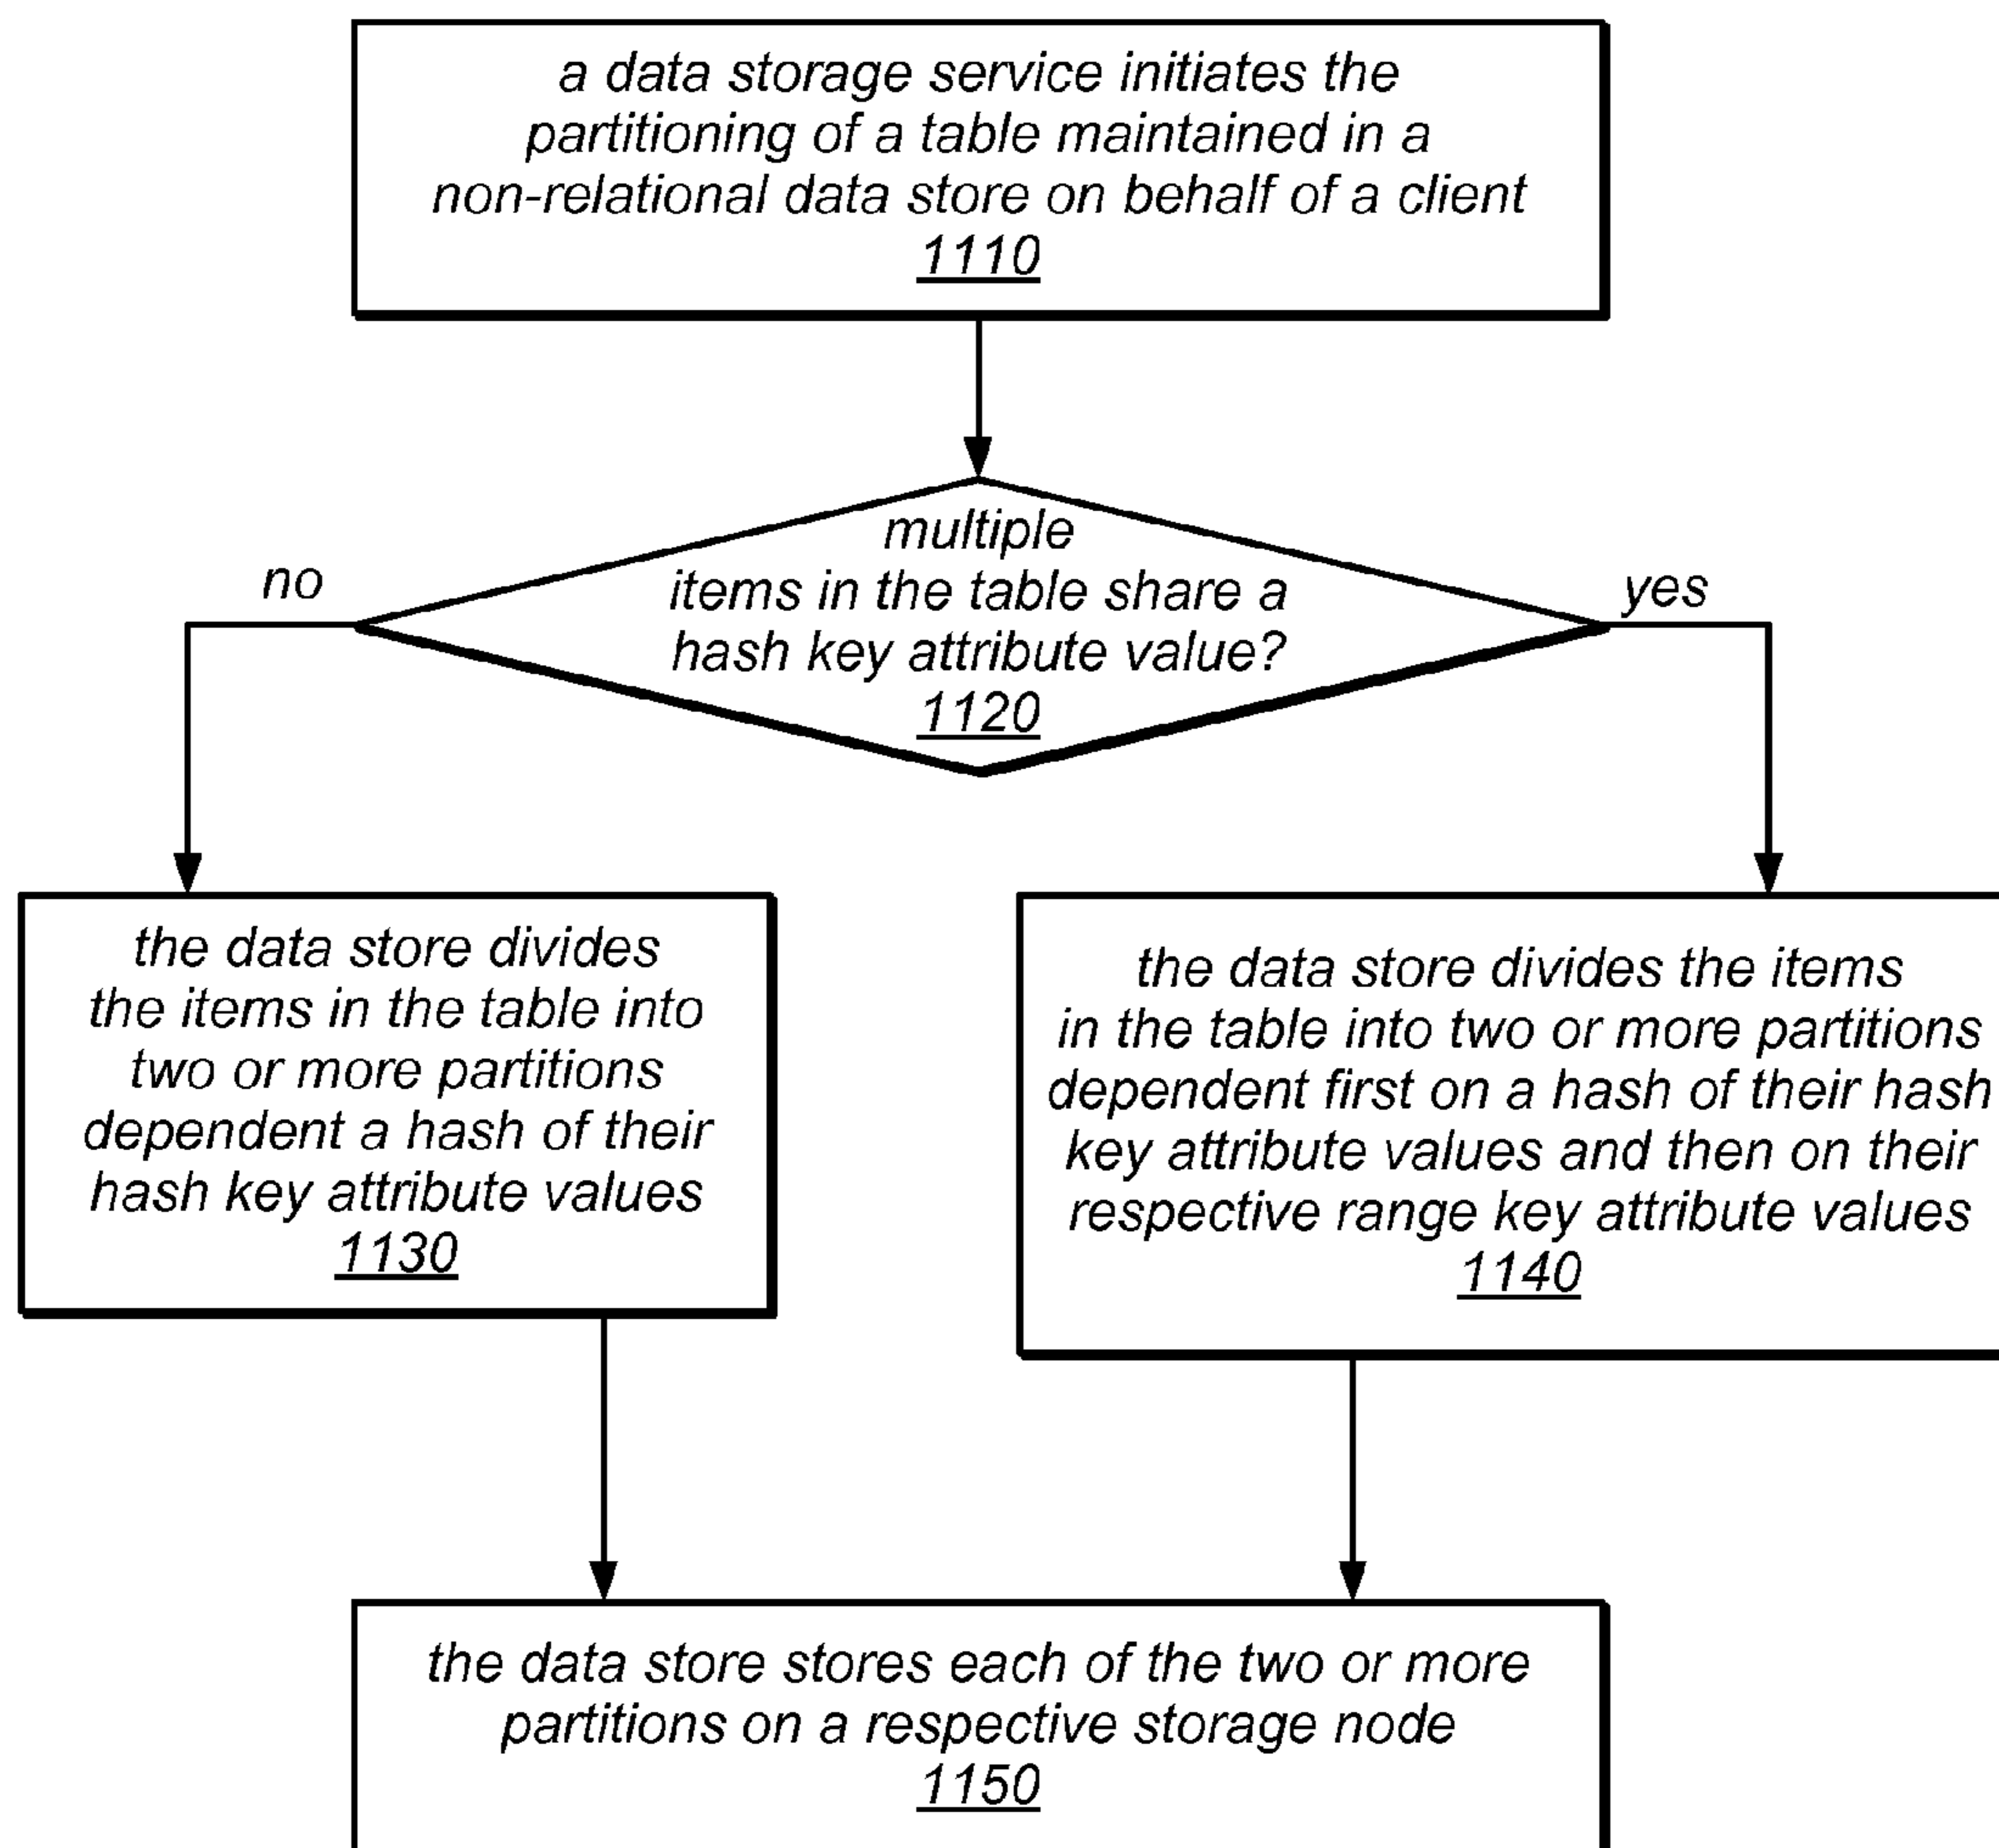 a data storage service initiates the
partitioning of a table maintained in a
non-relational data store on behalf of a client
1110
multiple
items in the table share a
hash key attribute value?
1120
no
yes
the data store divides
the items in the table into
two or more partitions
dependent a hash of their
hash key attribute values
1130
the data store divides the items
in the table into two or more partitions
dependent first on a hash of their hash
key attribute values and then on their
respective range key attribute values
1140
the data store stores each of the two or more
partitions on a respective storage node
1150